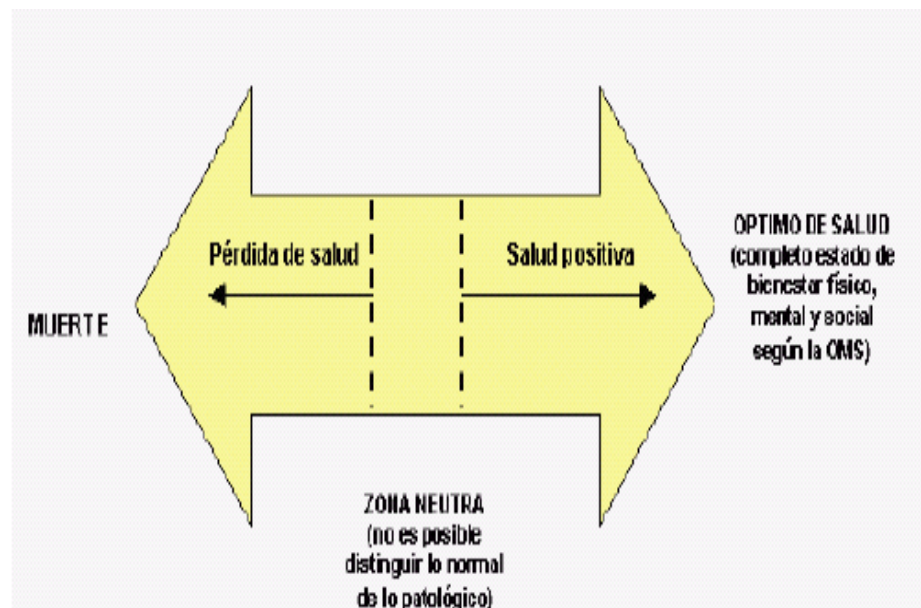 Pérdida de salud
Salud positiva
MUERTE
OPTIMO DE SALUD
(completo estado de
bienestar físico,
mental y social
según la OMS)
ZONA NEUTRA
(no es posible
distinguir lo normal
de lo patológico)